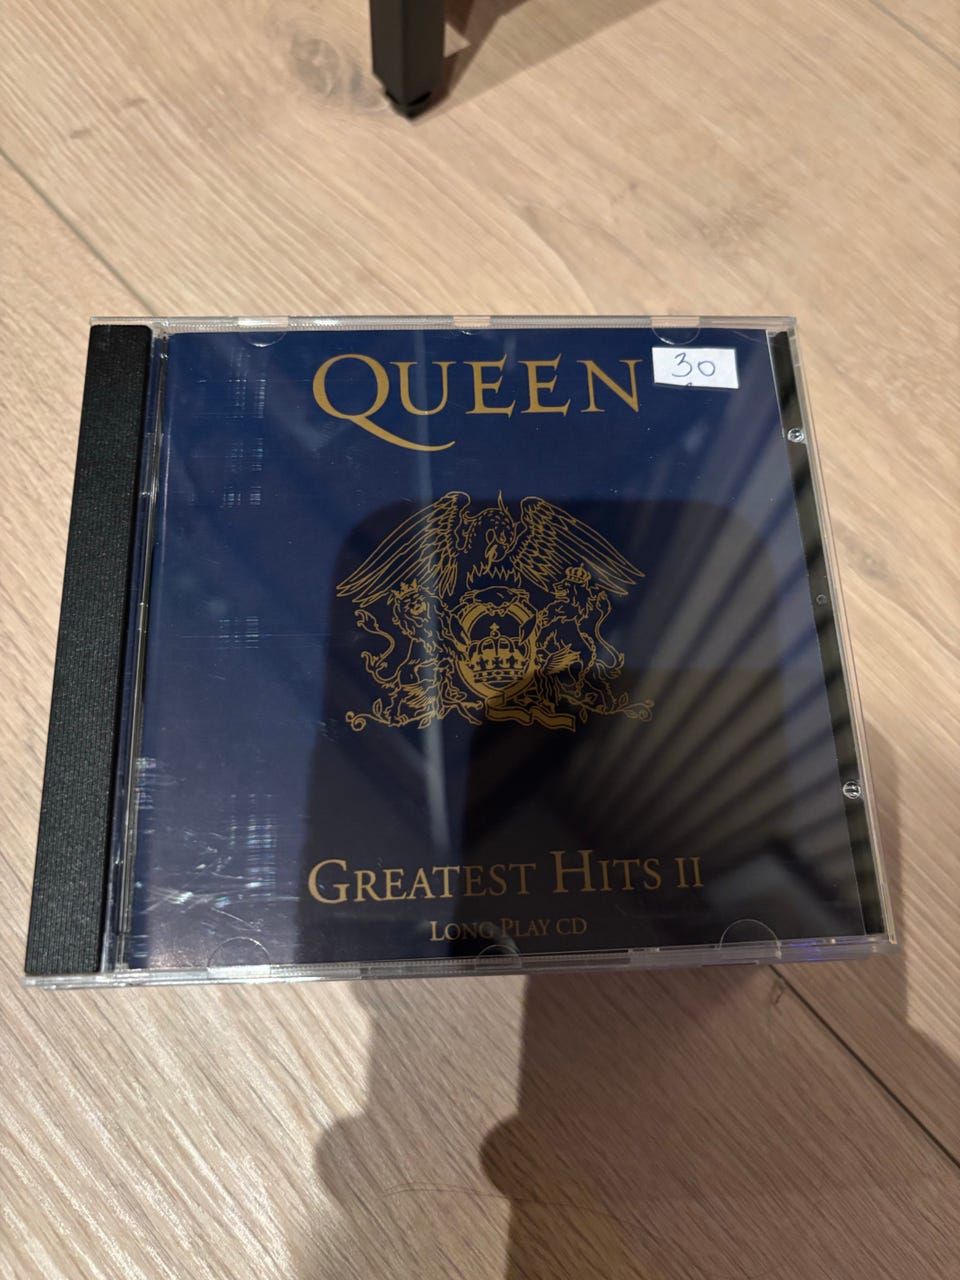 QUEEN
30
GREATEST HITS II
LONG PLAY CD